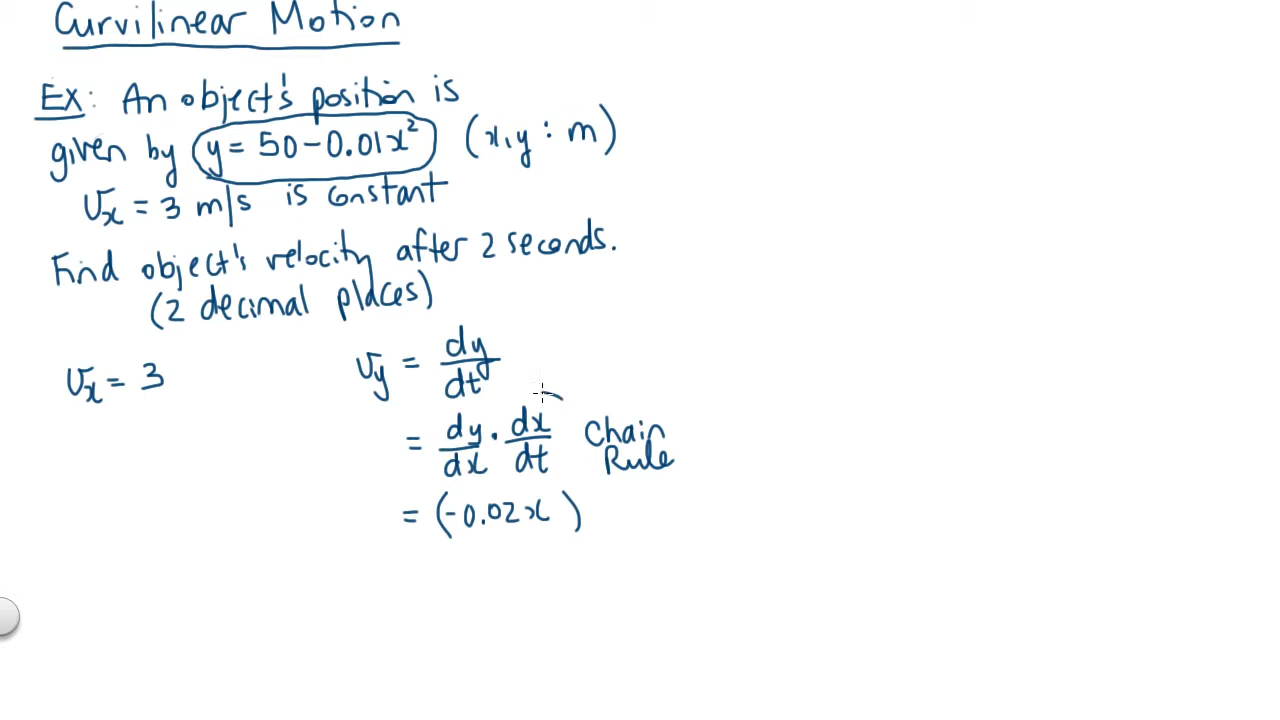 Curvilinear Motion
Ex: An object's position is
given by y = 50 - 0.01x² (x, y : m)
Vx = 3 m/s is constant
Find object's velocity after 2 seconds.
(2 decimal places)
Vx = 3
Vy = dy/dt
= dy/dx · dx/dt Chain Rule
= (-0.02x )